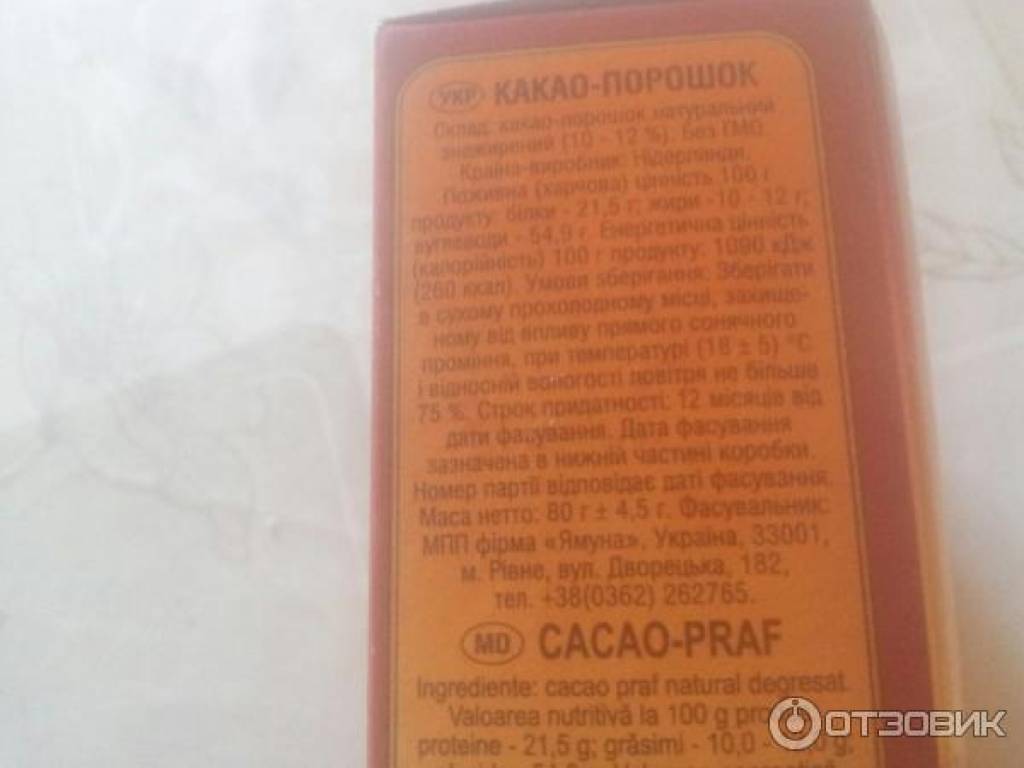 УКР КАКАО-ПОРОШОК
Склад: какао-порошок натуральний
знежирений (10 - 12 %). Без ГМО.
Країна-виробник: Нідерланди.
Поживна (харчова) цінність 100 г
продукту: білки - 21,5 г; жири -10 - 12 г;
вуглеводи - 54,9 г. Енергетична цінність
(калорійність) 100 г продукту: 1090 кДж
(260 ккал). Умови зберігання: Зберігати
в сухому прохолодному місці, захище-
ному від впливу прямого сонячного
проміння, при температурі (18 ± 5) °С
і відносній вологості повітря не більше
75 %. Строк придатності: 12 місяців від
дати фасування. Дата фасування
зазначена в нижній частині коробки.
Номер партії відповідає даті фасування.
Маса нетто: 80 г ± 4,5 г. Фасувальник:
МПП фірма «Ямуна», Україна, 33001,
м. Рівне, вул. Дворецька, 182,
тел. +38(0362) 262765.
MD CACAO-PRAF
Ingrediente: cacao praf natural degresat.
Valoarea nutritivă la 100 g
proteine - 21,5 g; grăsimi - 10,0 -
ОТЗОВИК